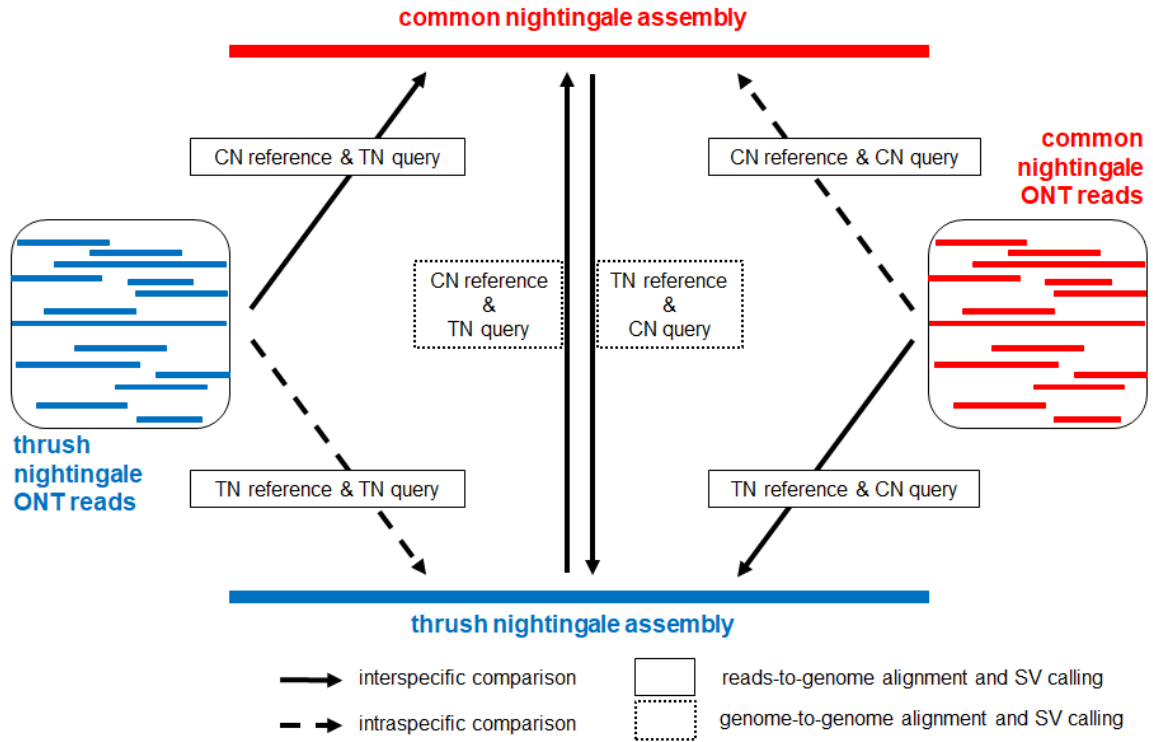 common nightingale assembly
CN reference & TN query
CN reference & CN query
common
nightingale
ONT reads
CN reference
&
TN query
TN reference
&
CN query
thrush
nightingale
ONT reads
TN reference & TN query
TN reference & CN query
thrush nightingale assembly
interspecific comparison
reads-to-genome alignment and SV calling
intraspecific comparison
genome-to-genome alignment and SV calling